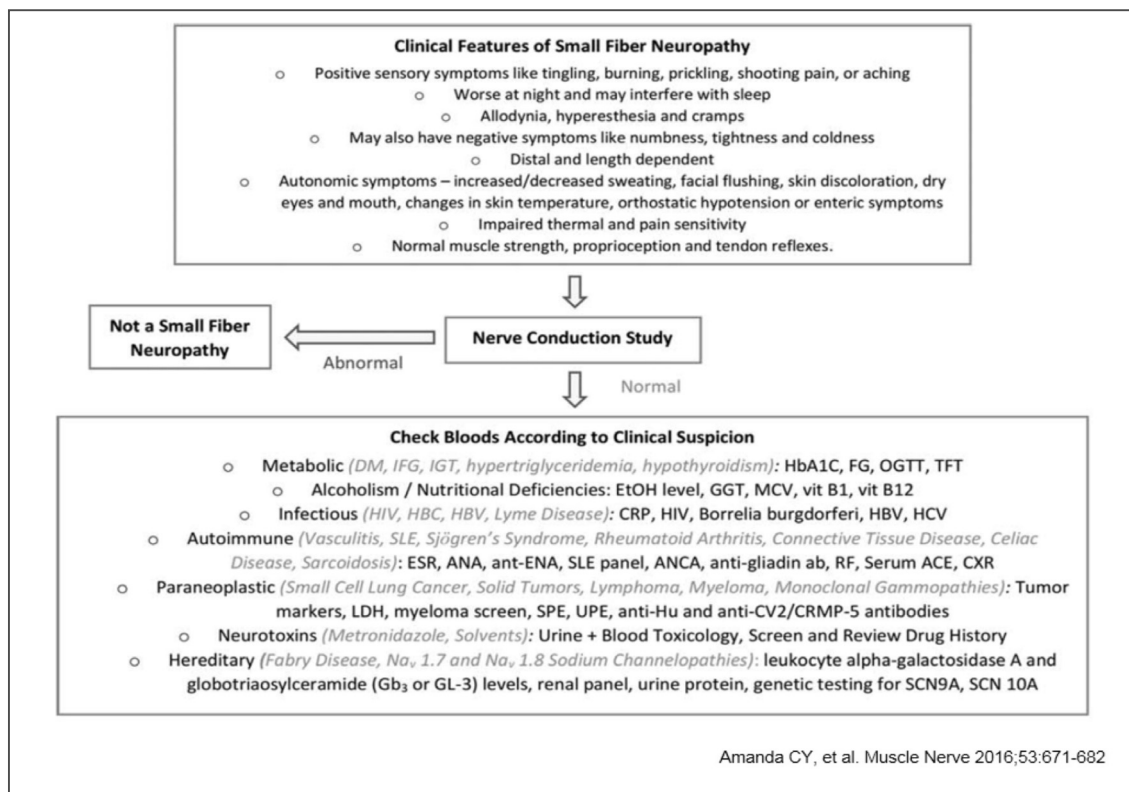 Clinical Features of Small Fiber Neuropathy
o Positive sensory symptoms like tingling, burning, prickling, shooting pain, or aching
o Worse at night and may interfere with sleep
o Allodynia, hyperesthesia and cramps
o May also have negative symptoms like numbness, tightness and coldness
o Distal and length dependent
o Autonomic symptoms – increased/decreased sweating, facial flushing, skin discoloration, dry
eyes and mouth, changes in skin temperature, orthostatic hypotension or enteric symptoms
o Impaired thermal and pain sensitivity
o Normal muscle strength, proprioception and tendon reflexes.
Not a Small Fiber
Neuropathy
Abnormal
Nerve Conduction Study
Normal
Check Bloods According to Clinical Suspicion
o Metabolic (DM, IFG, IGT, hypertriglyceridemia, hypothyroidism): HbA1C, FG, OGTT, TFT
o Alcoholism / Nutritional Deficiencies: EtOH level, GGT, MCV, vit B1, vit B12
o Infectious (HIV, HBC, HBV, Lyme Disease): CRP, HIV, Borrelia burgdorferi, HBV, HCV
o Autoimmune (Vasculitis, SLE, Sjögren's Syndrome, Rheumatoid Arthritis, Connective Tissue Disease, Celiac
Disease, Sarcoidosis): ESR, ANA, ant-ENA, SLE panel, ANCA, anti-gliadin ab, RF, Serum ACE, CXR
o Paraneoplastic (Small Cell Lung Cancer, Solid Tumors, Lymphoma, Myeloma, Monoclonal Gammopathies): Tumor
markers, LDH, myeloma screen, SPE, UPE, anti-Hu and anti-CV2/CRMP-5 antibodies
o Neurotoxins (Metronidazole, Solvents): Urine + Blood Toxicology, Screen and Review Drug History
o Hereditary (Fabry Disease, Naᵥ 1.7 and Naᵥ 1.8 Sodium Channelopathies): leukocyte alpha-galactosidase A and
globotriaosylceramide (Gb₃ or GL-3) levels, renal panel, urine protein, genetic testing for SCN9A, SCN 10A
Amanda CY, et al. Muscle Nerve 2016;53:671-682